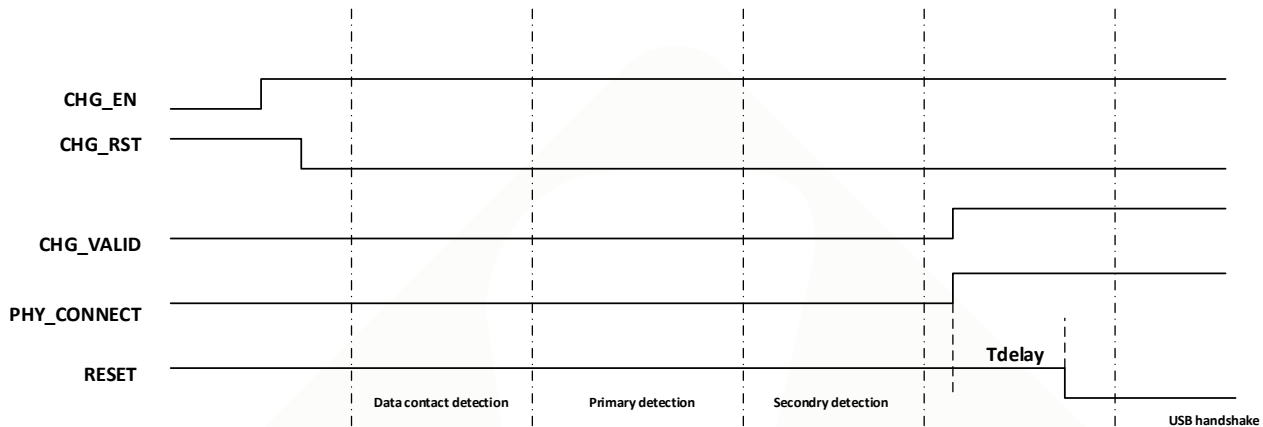 CHG_EN
CHG_RST
CHG_VALID
PHY_CONNECT
Tdelay
RESET
Data contact detection
Primary detection
Secondry detection
USB handshake